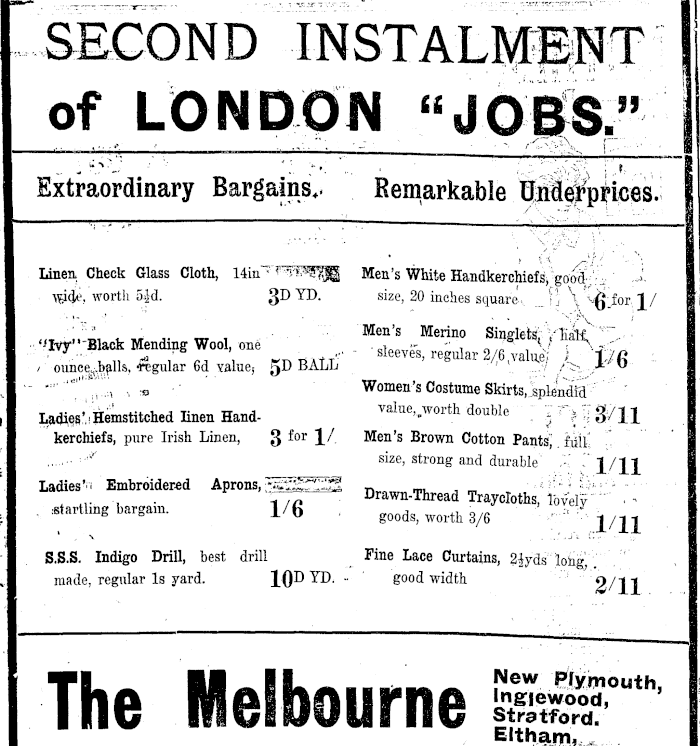 SECOND INSTALMENT
of LONDON "JOBS."
Extraordinary Bargains.
Remarkable Underprices.
Linen Check Glass Cloth, 14in
wide, worth 5½d. 3D YD.
"Ivy" Black Mending Wool, one
ounce balls, regular 6d value, 5D BALL
Ladies' Hemstitched linen Hand-
kerchiefs, pure Irish Linen, 3 for 1/
Ladies' Embroidered Aprons,
startling bargain. 1/6
S.S.S. Indigo Drill, best drill
made, regular 1s yard. 10D YD.
Men's White Handkerchiefs, good
size, 20 inches square 6 for 1/
Men's Merino Singlets, half
sleeves, regular 2/6 value, 1/6
Women's Costume Skirts, splendid
value, worth double 3/11
Men's Brown Cotton Pants, full
size, strong and durable 1/11
Drawn-Thread Traycloths, lovely
goods, worth 3/6 1/11
Fine Lace Curtains, 2½yds long,
good width 2/11
The Melbourne
New Plymouth,
Inglewood,
Stratford.
Eltham,